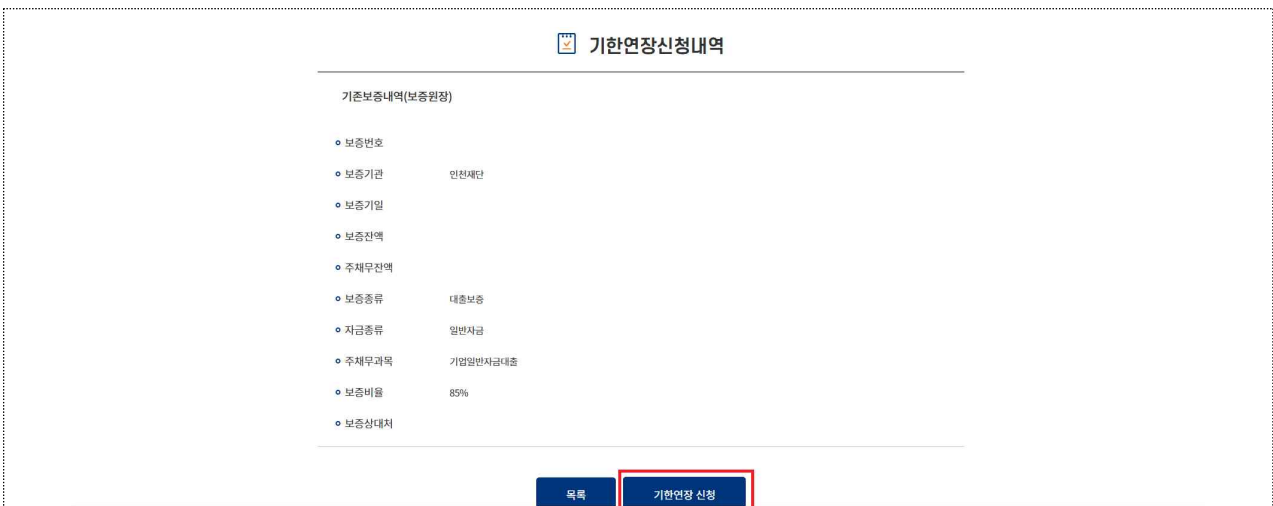 기한연장신청내역
기존보증내역(보증원장)
보증번호
보증기관 인천재단
보증기일
보증잔액
주채무잔액
보증종류 대출보증
자금종류 일반자금
주채무과목 기업일반자금대출
보증비율 85%
보증상대처
목록 기한연장 신청